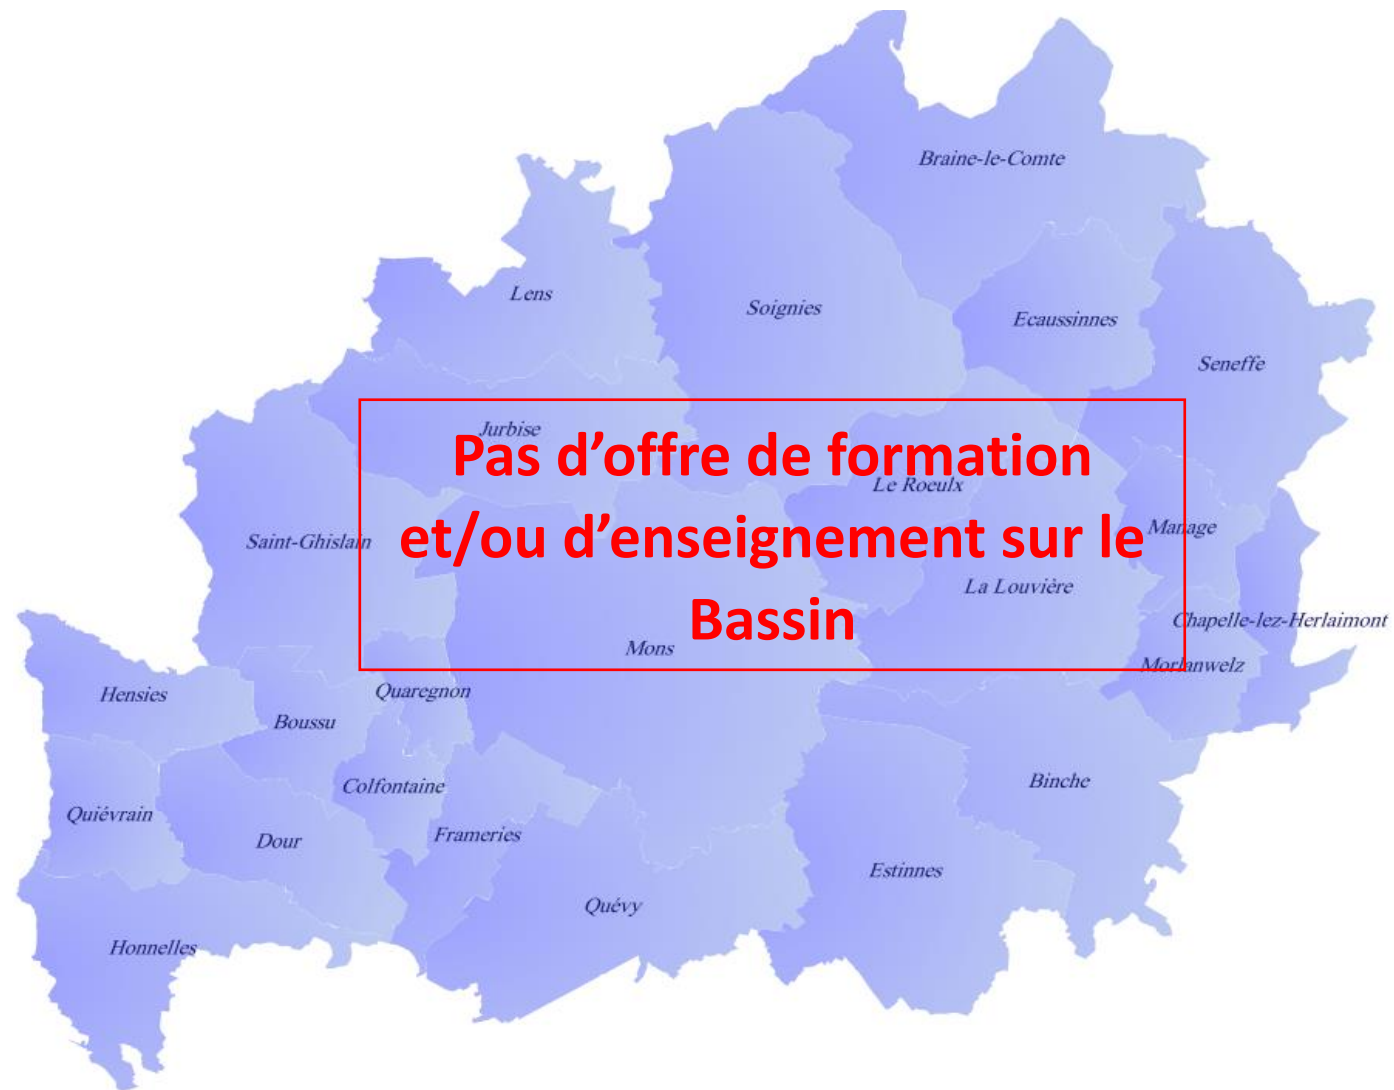 Braine-le-Comte
Lens
Soignies
Ecaussinnes
Seneffe
Jurbise
Pas d’offre de formation
et/ou d’enseignement sur le
Bassin
Le Roeulx
Saint-Ghislain
Manage
La Louvière
Chapelle-lez-Herlaimont
Mons
Morlanwelz
Hensies
Quaregnon
Boussu
Colfontaine
Binche
Quiévrain
Dour
Frameries
Estinnes
Quévy
Honnelles